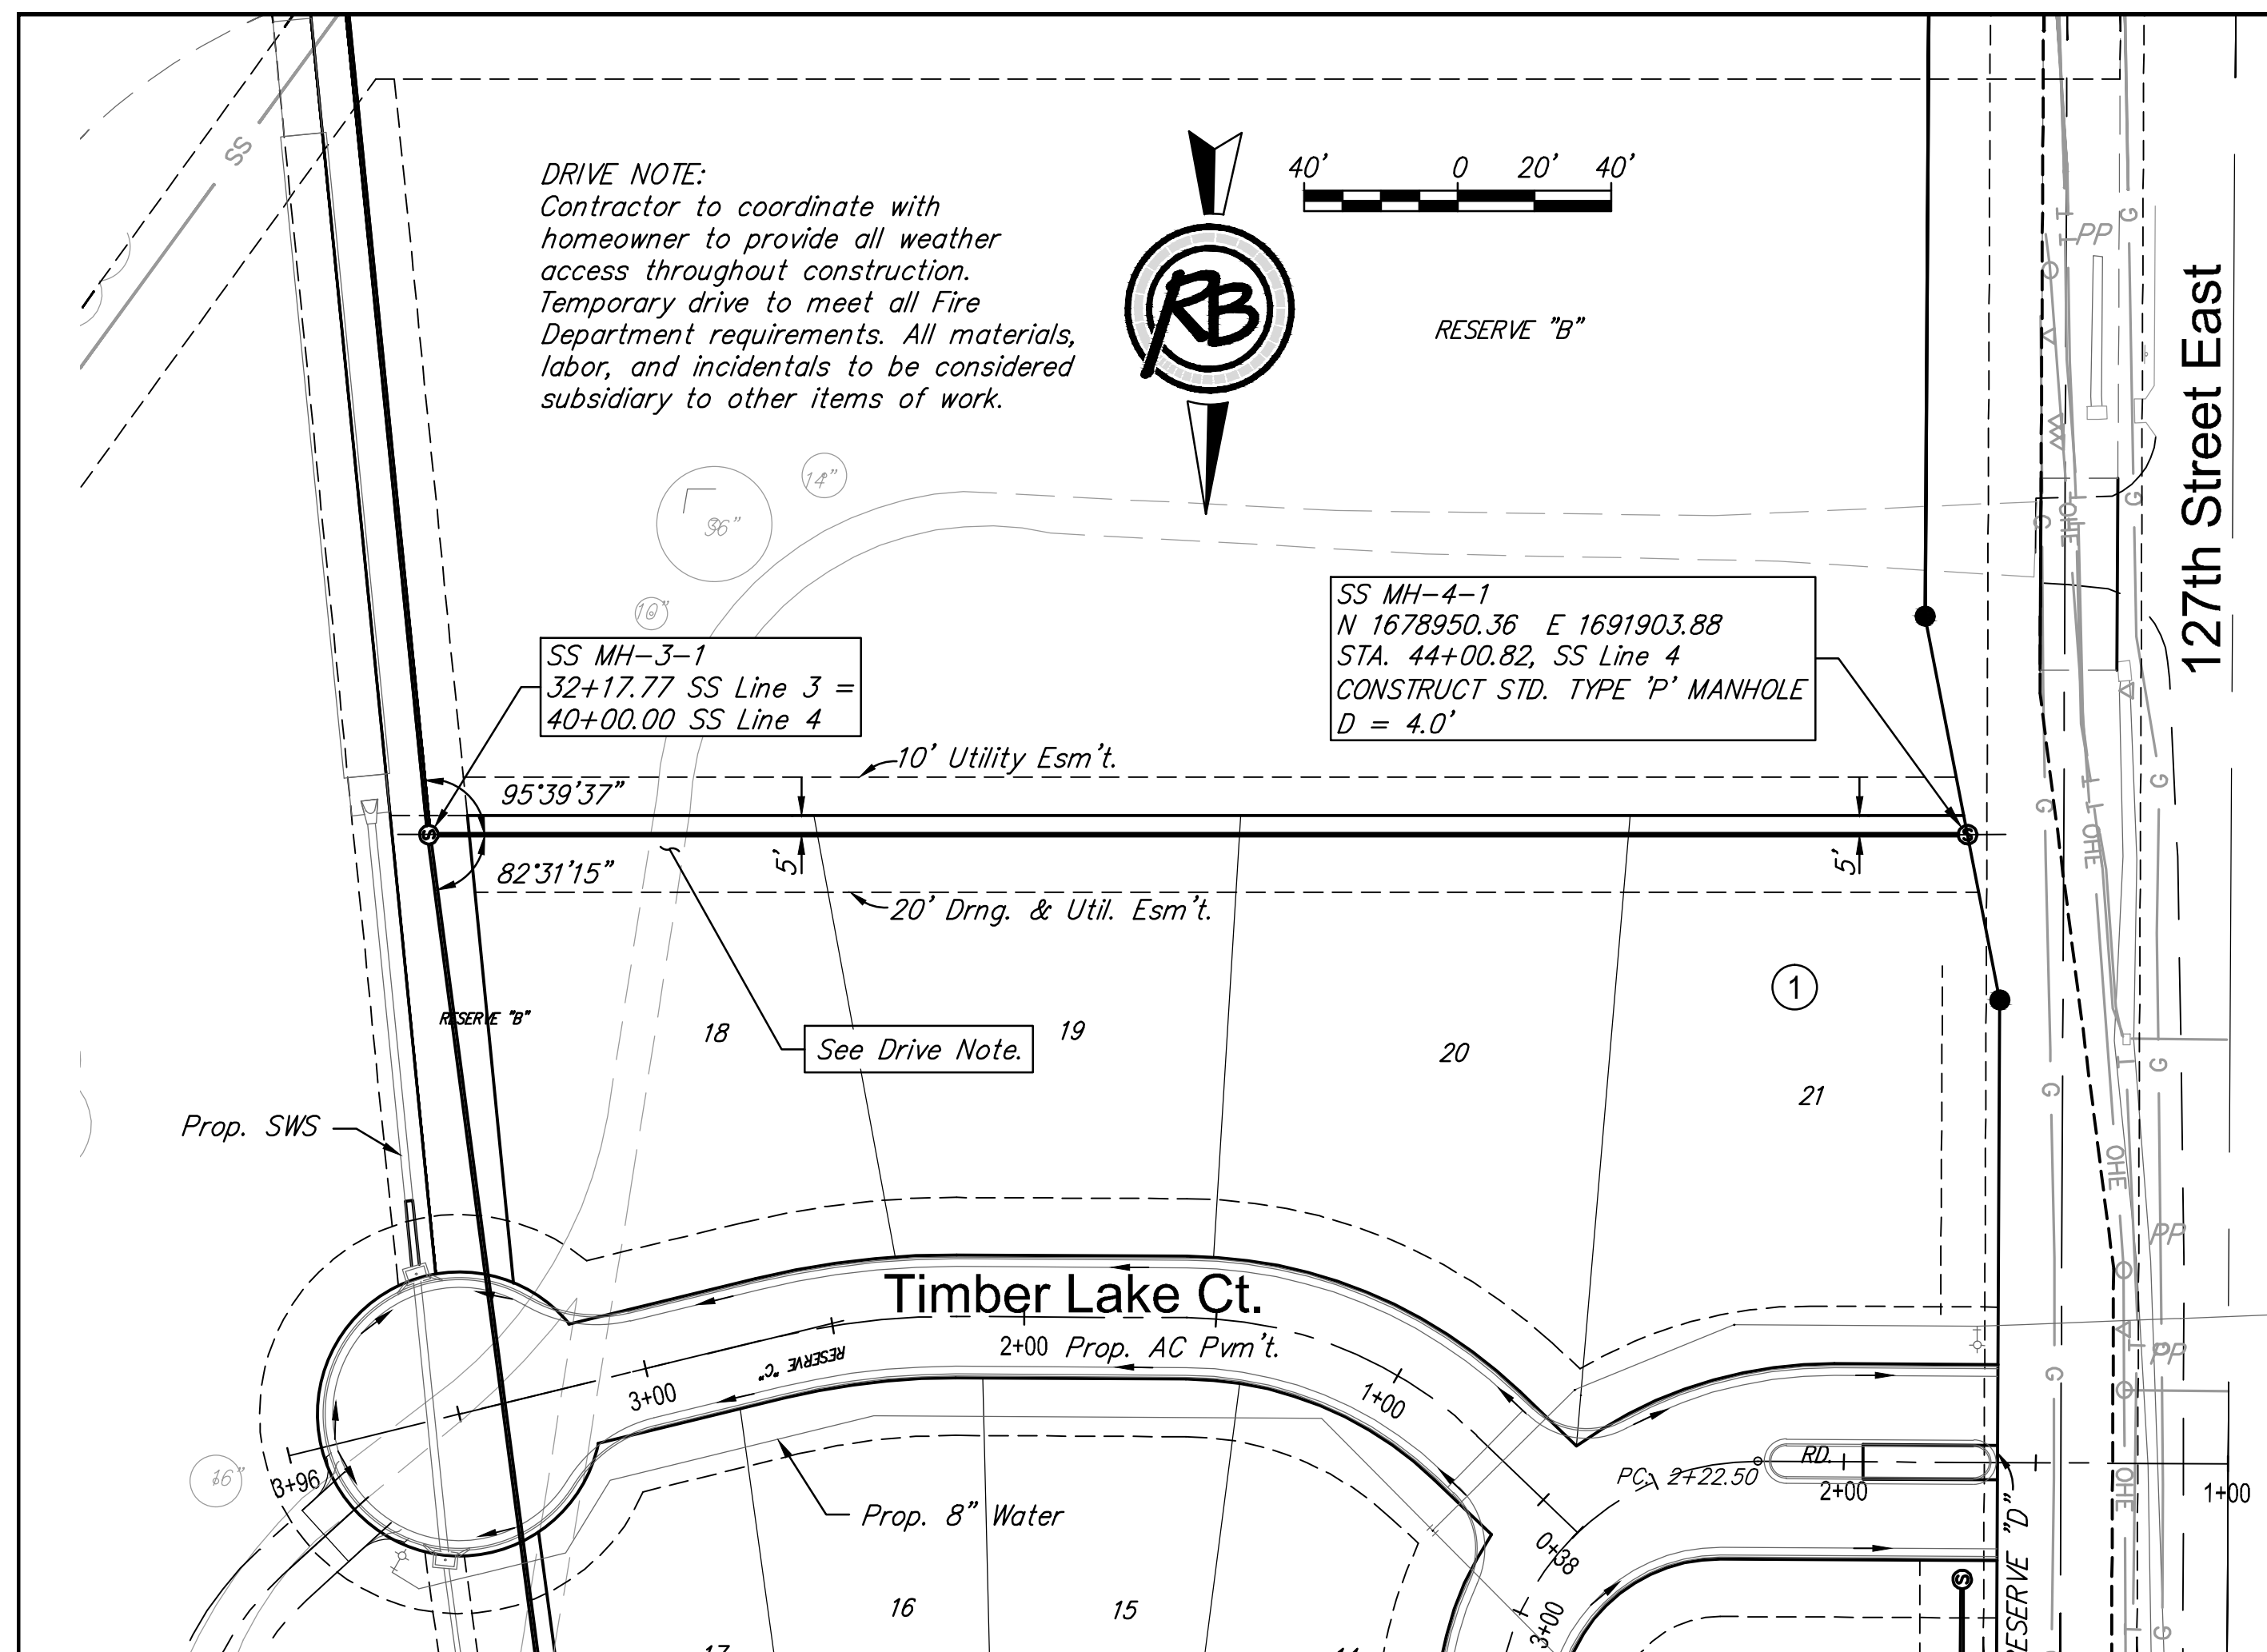 SS
DRIVE NOTE:
Contractor to coordinate with
homeowner to provide all weather
access throughout construction.
Temporary drive to meet all Fire
Department requirements. All materials,
labor, and incidentals to be considered
subsidiary to other items of work.
RB
40' 0 20' 40'
RESERVE "B"
PP
G
127th Street East
14"
36"
10"
OHE
G
G
SS MH-3-1
32+17.77 SS Line 3 =
40+00.00 SS Line 4
SS MH-4-1
N 1678950.36 E 1691903.88
STA. 44+00.82, SS Line 4
CONSTRUCT STD. TYPE 'P' MANHOLE
D = 4.0'
10' Utility Esm't.
95°39'37"
S
S
82°31'15"
5'
5'
20' Drng. & Util. Esm't.
G
G
OHE
1
RESERVE "B"
18
See Drive Note.
19
20
21
G
G
Prop. SWS
OHE
PP
Timber Lake Ct.
2+00 Prop. AC Pvm't.
RESERVE "C"
3+00
1+00
PP
G
3+96
16"
PC: 2+22.50
RD.
2+00
1+00
OHE
Prop. 8" Water
0+38
RESERVE "D"
S
16
15
3+00
17
14
G